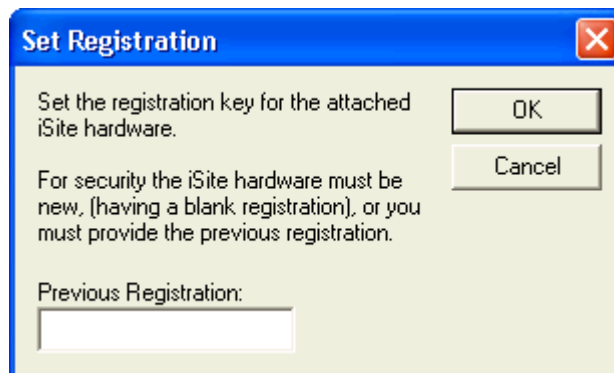 Set Registration
Set the registration key for the attached
iSite hardware.
OK
Cancel
For security the iSite hardware must be
new, (having a blank registration), or you
must provide the previous registration.
Previous Registration: